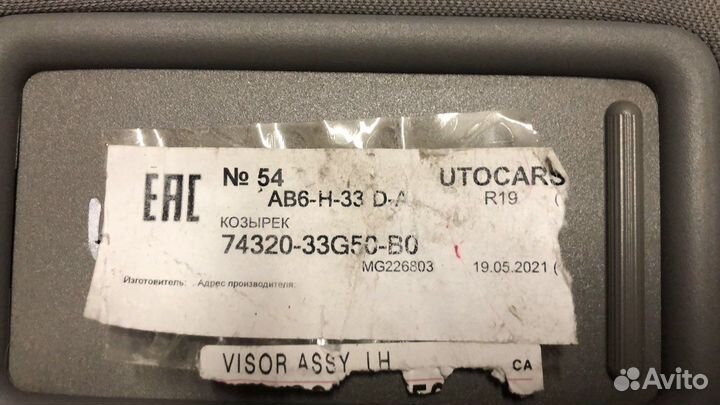 EAC
№ 54 UTOCARS
AB6-H-33 D-A R19 (
КОЗЫРЕК
74320-33G50-B0
MG226803 19.05.2021 (
Изготовитель: Адрес производителя:
VISOR ASSY LH CA
Avito